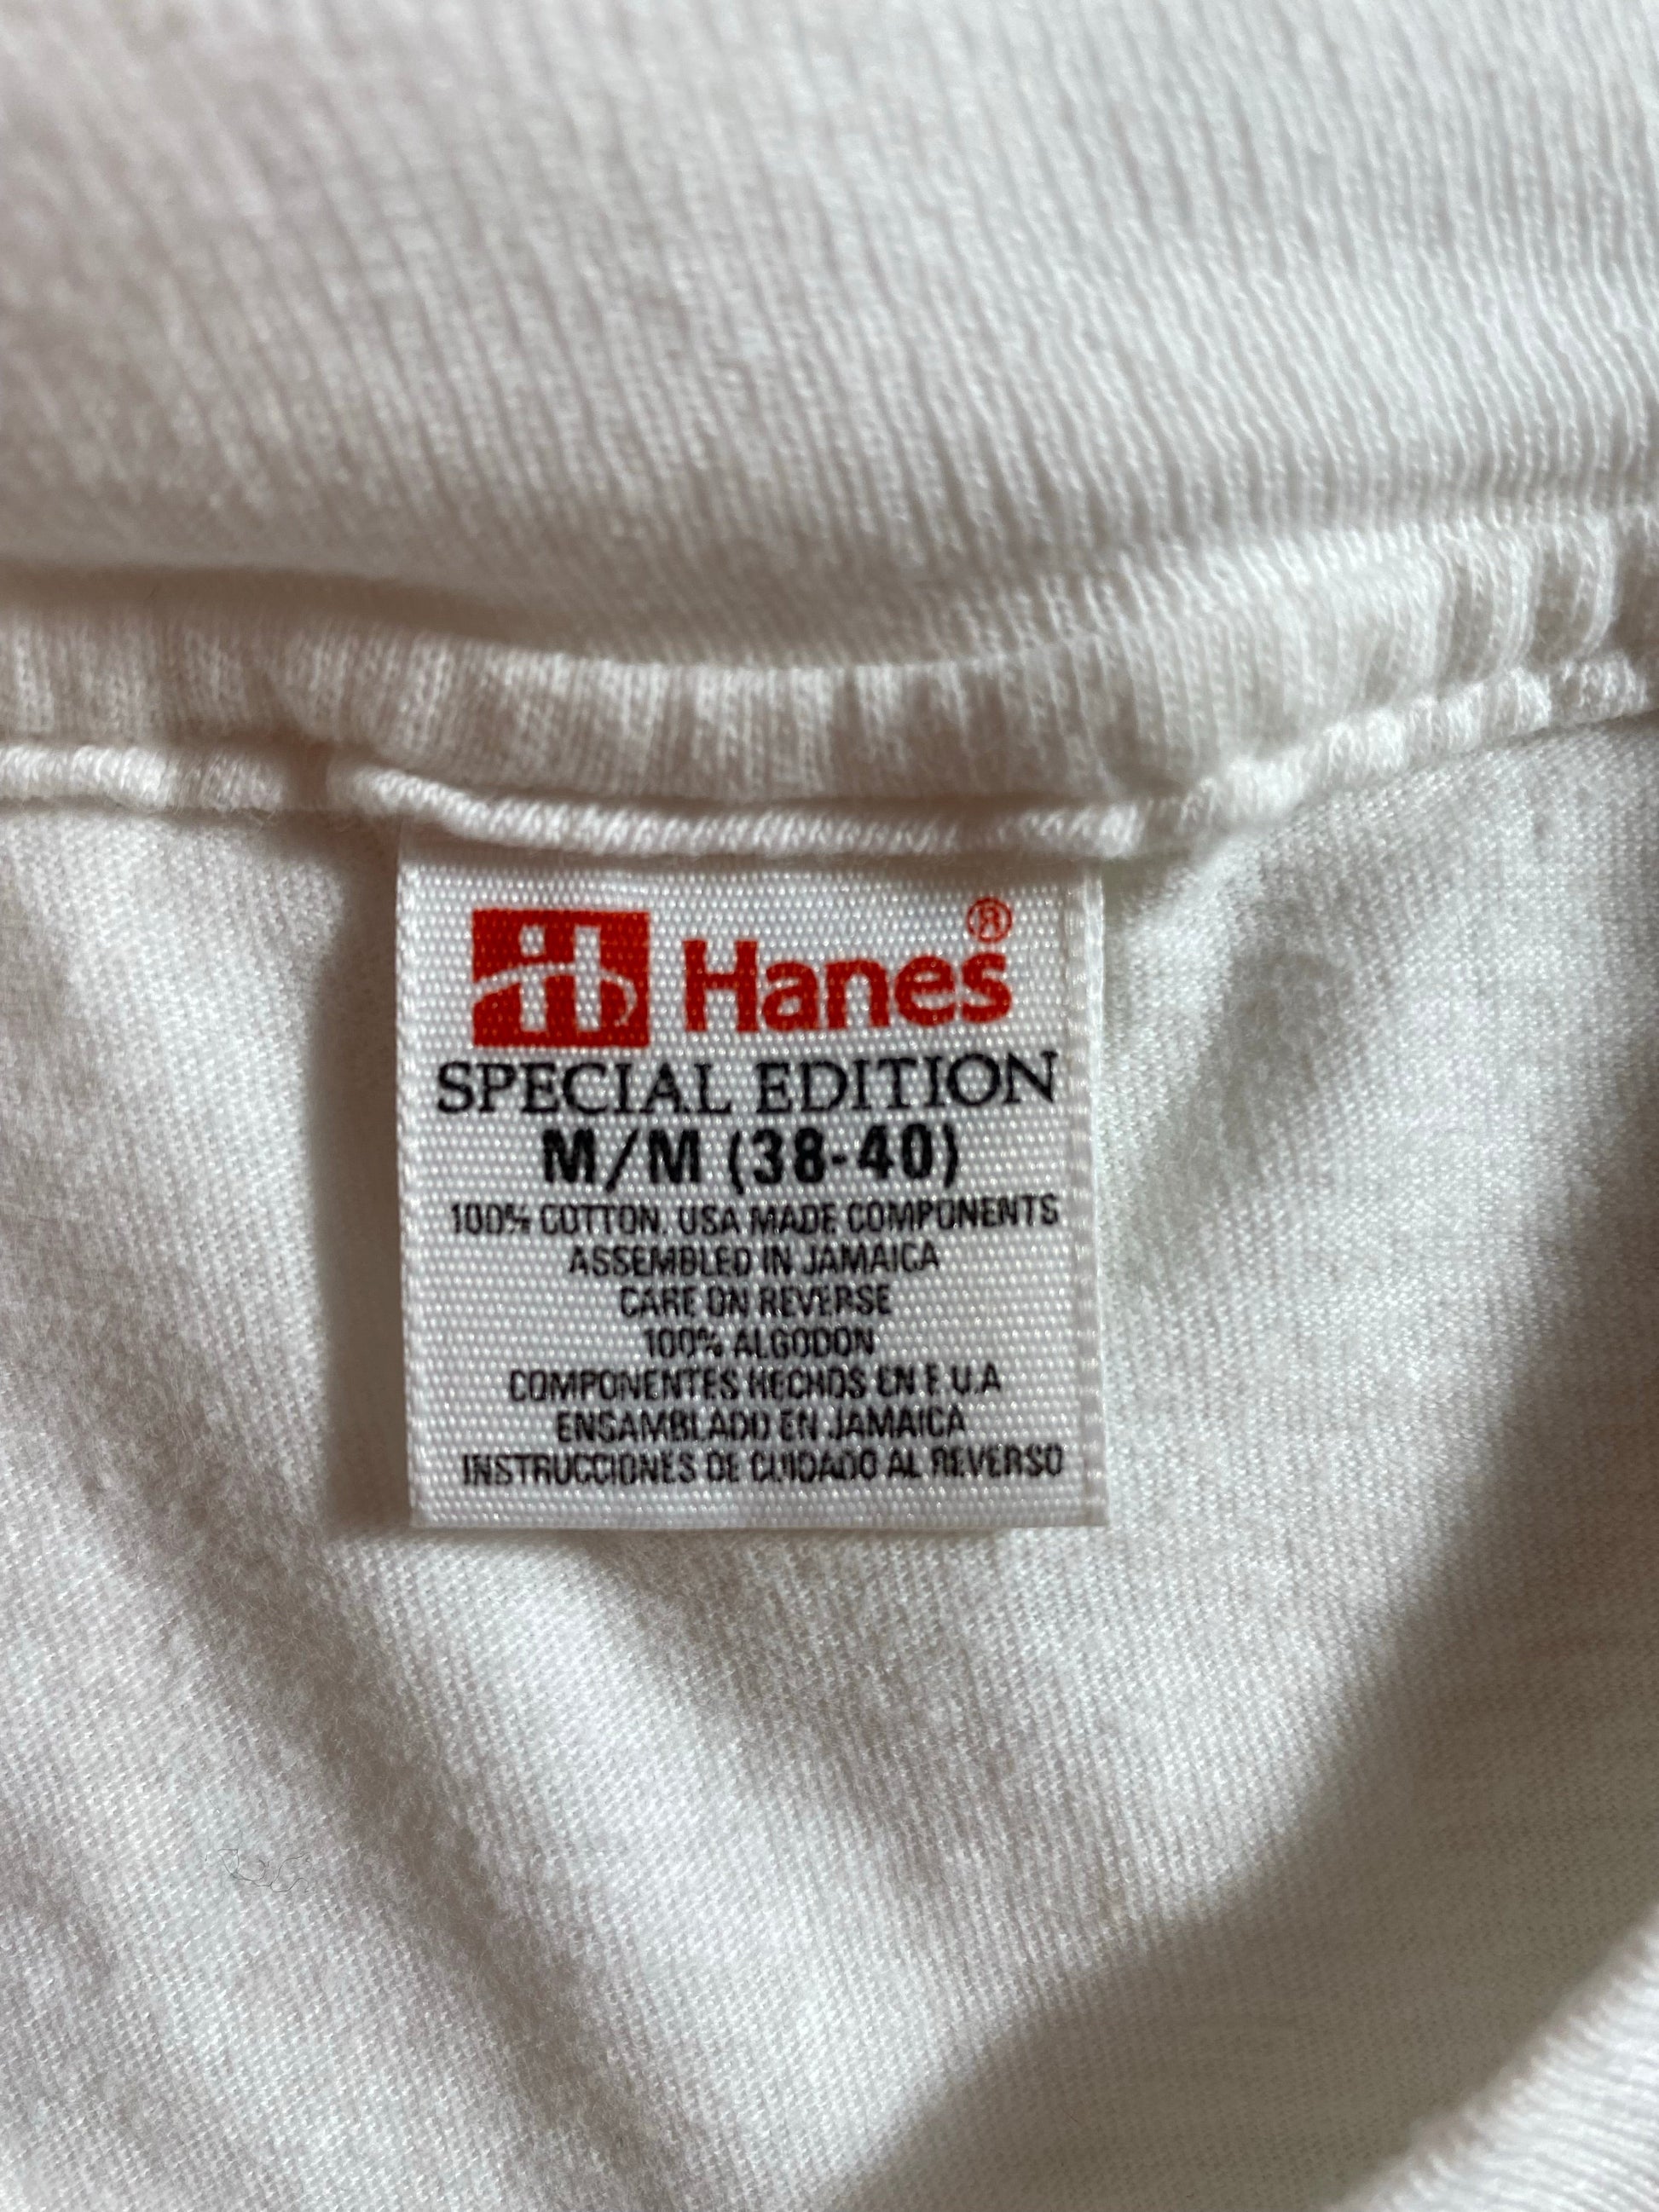 Hanes®
SPECIAL EDITION
M/M (38-40)
100% COTTON. USA MADE COMPONENTS
ASSEMBLED IN JAMAICA
CARE ON REVERSE
100% ALGODON
COMPONENTES HECHOS EN E.U.A
ENSAMBLADO EN JAMAICA
INSTRUCCIONES DE CUIDADO AL REVERSO